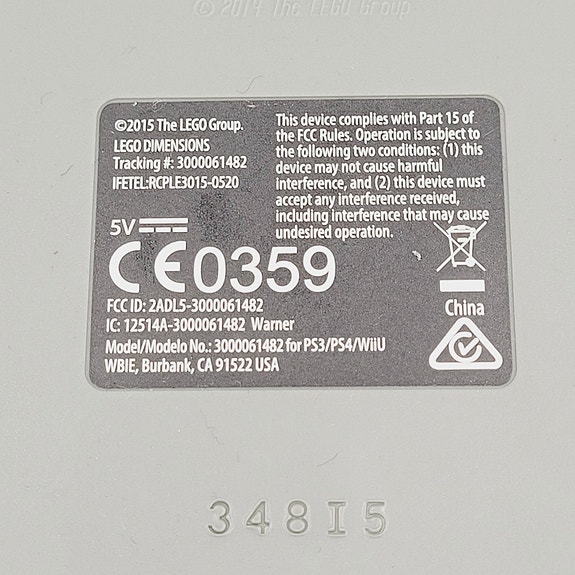 © 2014 The LEGO Group
©2015 The LEGO Group.
LEGO DIMENSIONS
Tracking #: 3000061482
IFETEL:RCPLE3015-0520
This device complies with Part 15 of
the FCC Rules. Operation is subject to
the following two conditions: (1) this
device may not cause harmful
interference, and (2) this device must
accept any interference received,
including interference that may cause
undesired operation.
5V
CE0359
FCC ID: 2ADL5-3000061482
IC: 12514A-3000061482 Warner
Model/Modelo No.: 3000061482 for PS3/PS4/WiiU
WBIE, Burbank, CA 91522 USA
China
348I5